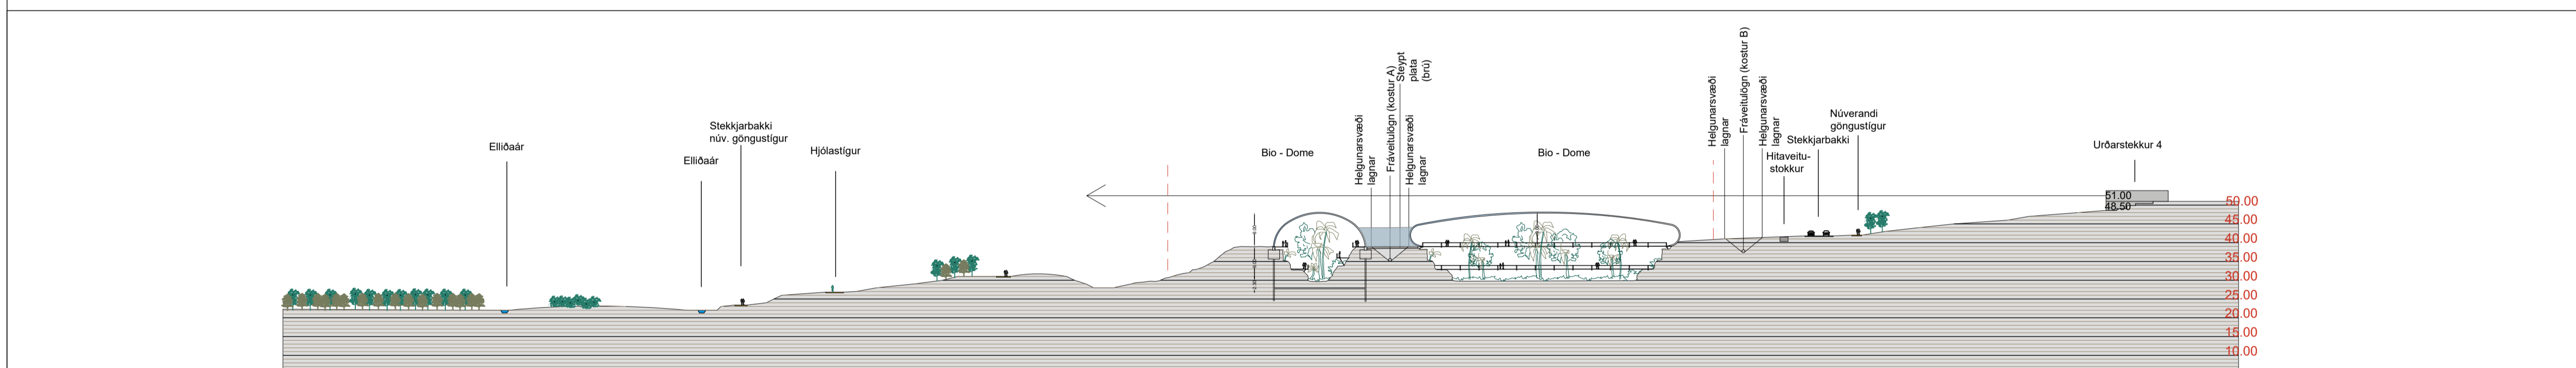 Elliðaár
Elliðaár
Stekkjarbakki
núv. göngustígur
Hjólastígur
Bio - Dome
Helgunarsvæði
lagnar
Fráveitulögn (kostur A)
Steypt
plata
(brú)
Helgunarsvæði
lagnar
Bio - Dome
Helgunarsvæði
lagnar
Fráveitulögn (kostur B)
Helgunarsvæði
lagnar
Hitaveitu-
stokkur
Stekkjarbakki
Núverandi
göngustígur
Urðarstekkur 4
51.00
48.50
50.00
45.00
40.00
35.00
30.00
25.00
20.00
15.00
10.00